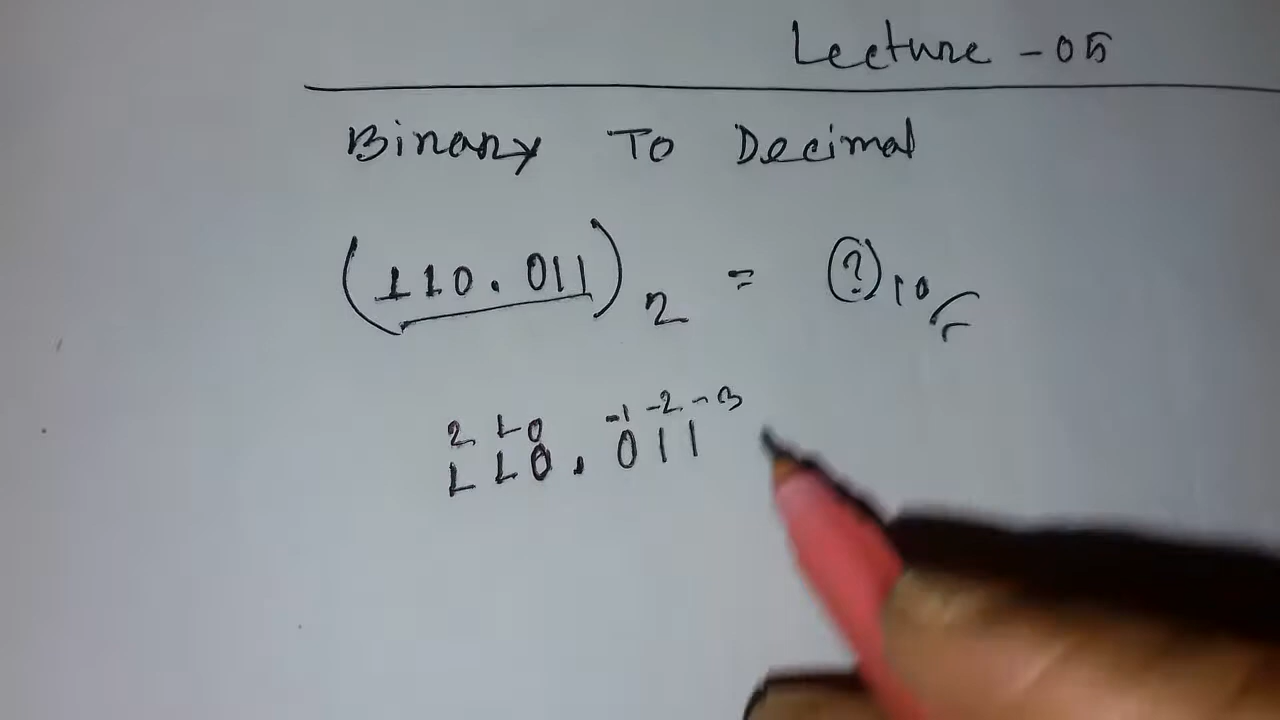 Lecture - 05
Binary To Decimal
(110.011)2 = (?)10
2 1 0 -1 -2 -3
110.011